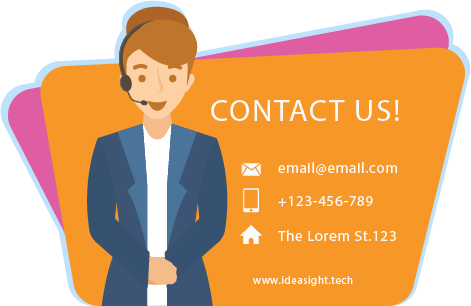 CONTACT US!
email@email.com
+123-456-789
The Lorem St.123
www.ideasight.tech